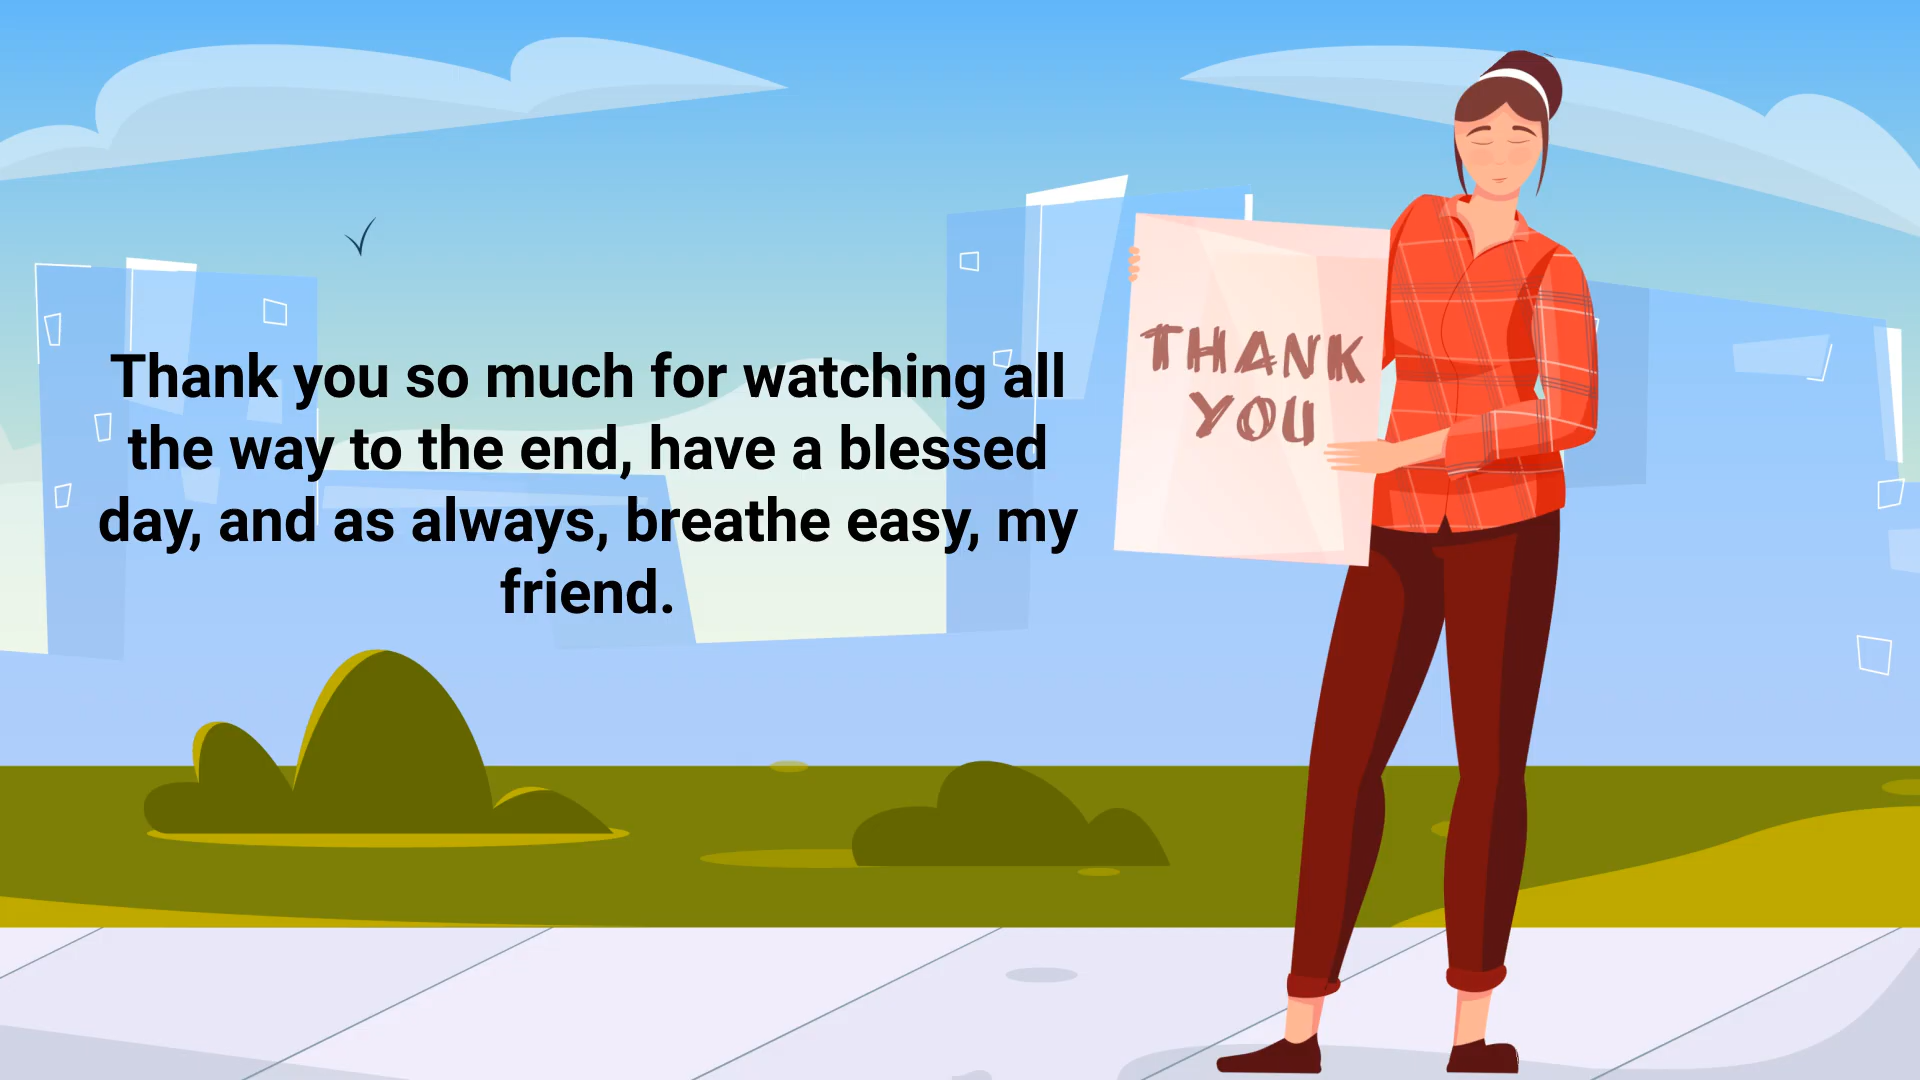 Thank you so much for watching all
the way to the end, have a blessed
day, and as always, breathe easy, my
friend.
THANK
YOU